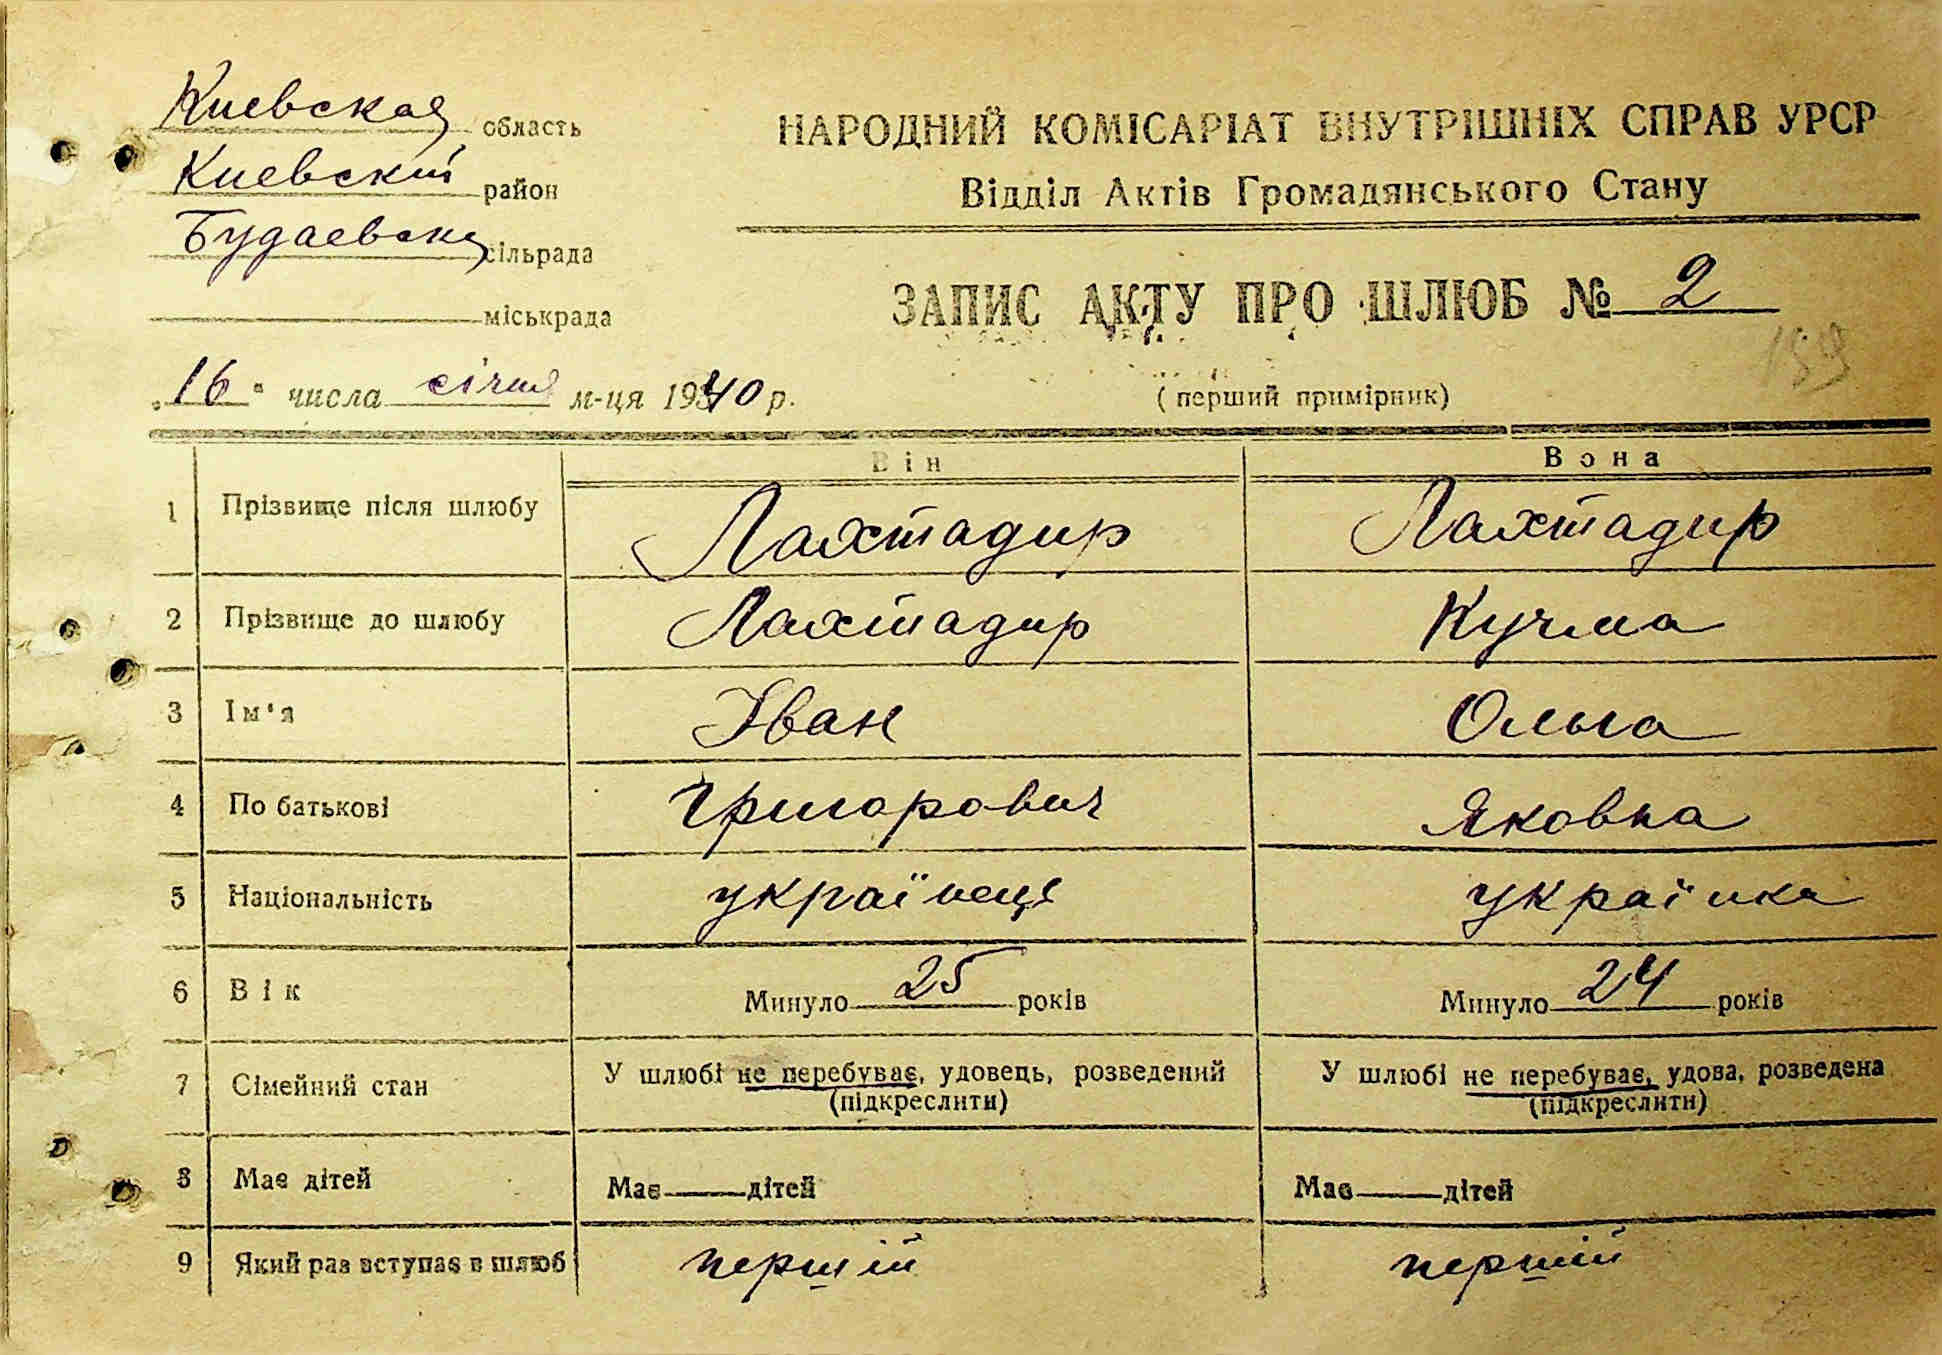 Киевская область
Киевский район
Будаевска сільрада
міськрада
НАРОДНИЙ КОМІСАРІАТ ВНУТРІШНІХ СПРАВ УРСР
Відділ Актів Громадянського Стану
ЗАПИС АКТУ ПРО ШЛЮБ № 2
„16" числа січня м-ця 1940 р.
(перший примірник)
159
Він Вона
1 Прізвище після шлюбу Лахтадир Лахтадир
2 Прізвище до шлюбу Лахтадир Кучма
3 Ім'я Іван Ольга
4 По батькові Григорович Яковна
5 Національність українець українка
6 Вік Минуло 25 років Минуло 24 років
7 Сімейний стан У шлюбі не перебуває, удовець, розведений У шлюбі не перебуває, удова, розведена
(підкреслити) (підкреслити)
8 Має дітей Має — дітей Має — дітей
9 Який раз вступає в шлюб першій першій